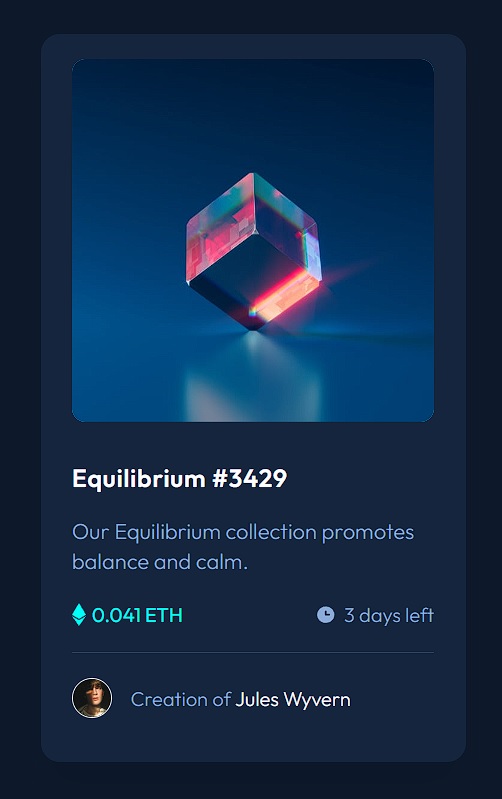 Equilibrium #3429
Our Equilibrium collection promotes
balance and calm.
0.041 ETH
3 days left
Creation of Jules Wyvern